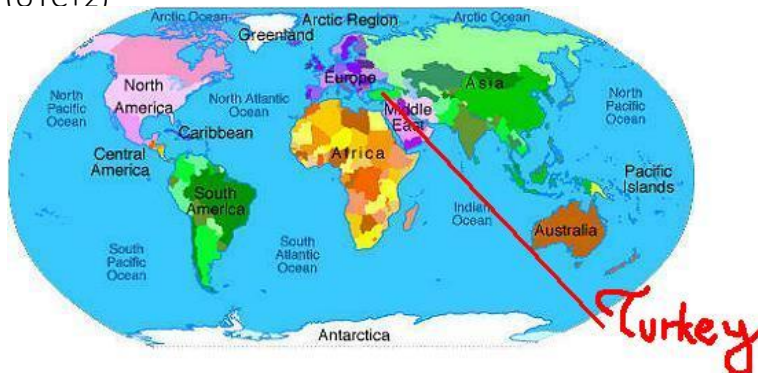 (UTC+2)
Arctic Ocean
Arctic Region
Arctic Ocean
Greenland
North
America
Europe
Asia
North
Pacific
Ocean
North Atlantic
Ocean
Middle
East
North
Pacific
Ocean
Caribbean
Central
America
Africa
Pacific
Islands
South
America
Indian
Ocean
Australia
South
Pacific
Ocean
South
Atlantic
Ocean
Turkey
Antarctica